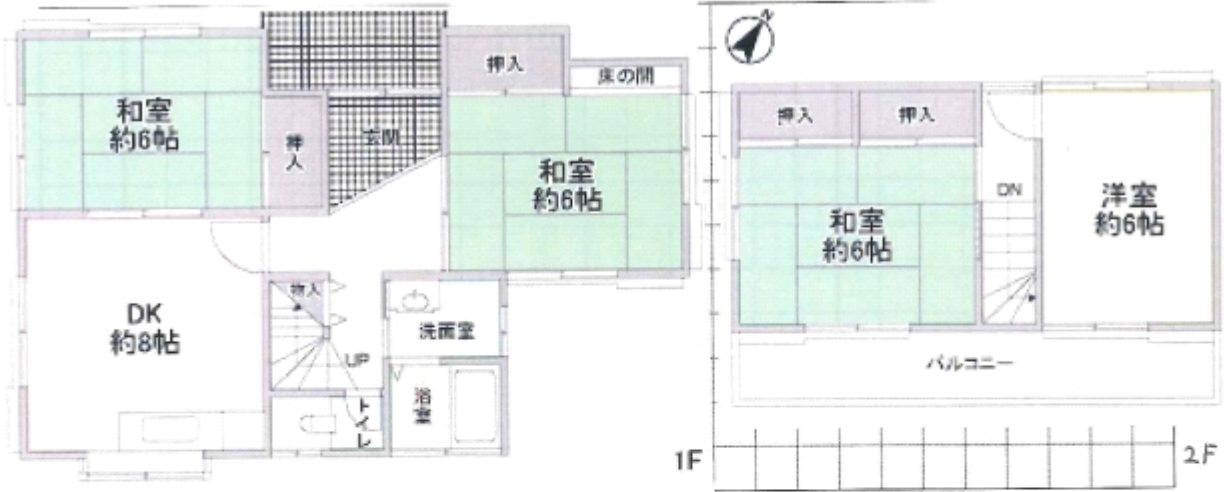 和室
約6帖
押入
玄関
押入
床の間
和室
約6帖
DK
約8帖
物入
UP
洗面室
浴室
トイレ
1F
N
押入
押入
和室
約6帖
DN
洋室
約6帖
バルコニー
2F